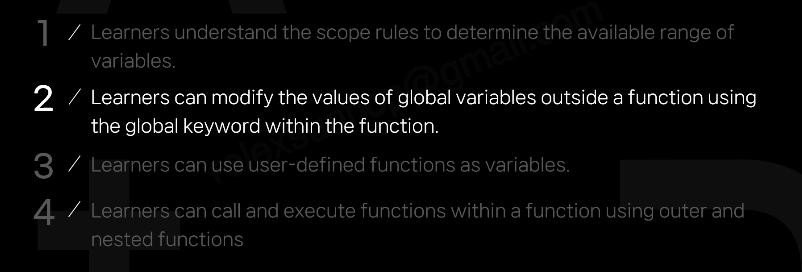 1 / Learners understand the scope rules to determine the available range of
variables.
2 / Learners can modify the values of global variables outside a function using
the global keyword within the function.
3 / Learners can use user-defined functions as variables.
4 / Learners can call and execute functions within a function using outer and
nested functions
@gmail.com